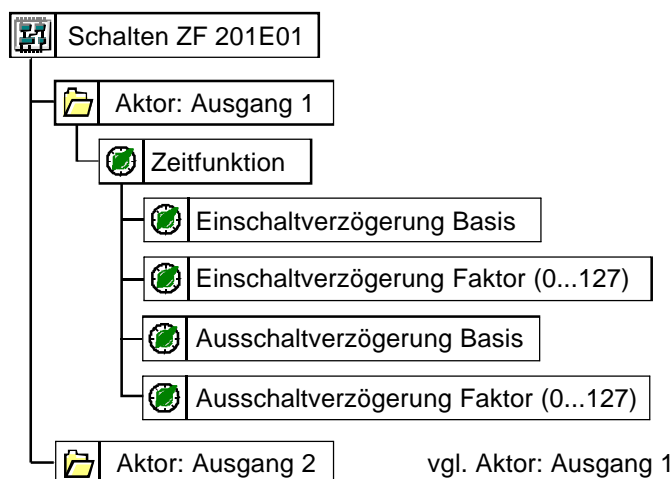 Schalten ZF 201E01
Aktor: Ausgang 1
Zeitfunktion
Einschaltverzögerung Basis
Einschaltverzögerung Faktor (0...127)
Ausschaltverzögerung Basis
Ausschaltverzögerung Faktor (0...127)
Aktor: Ausgang 2 vgl. Aktor: Ausgang 1